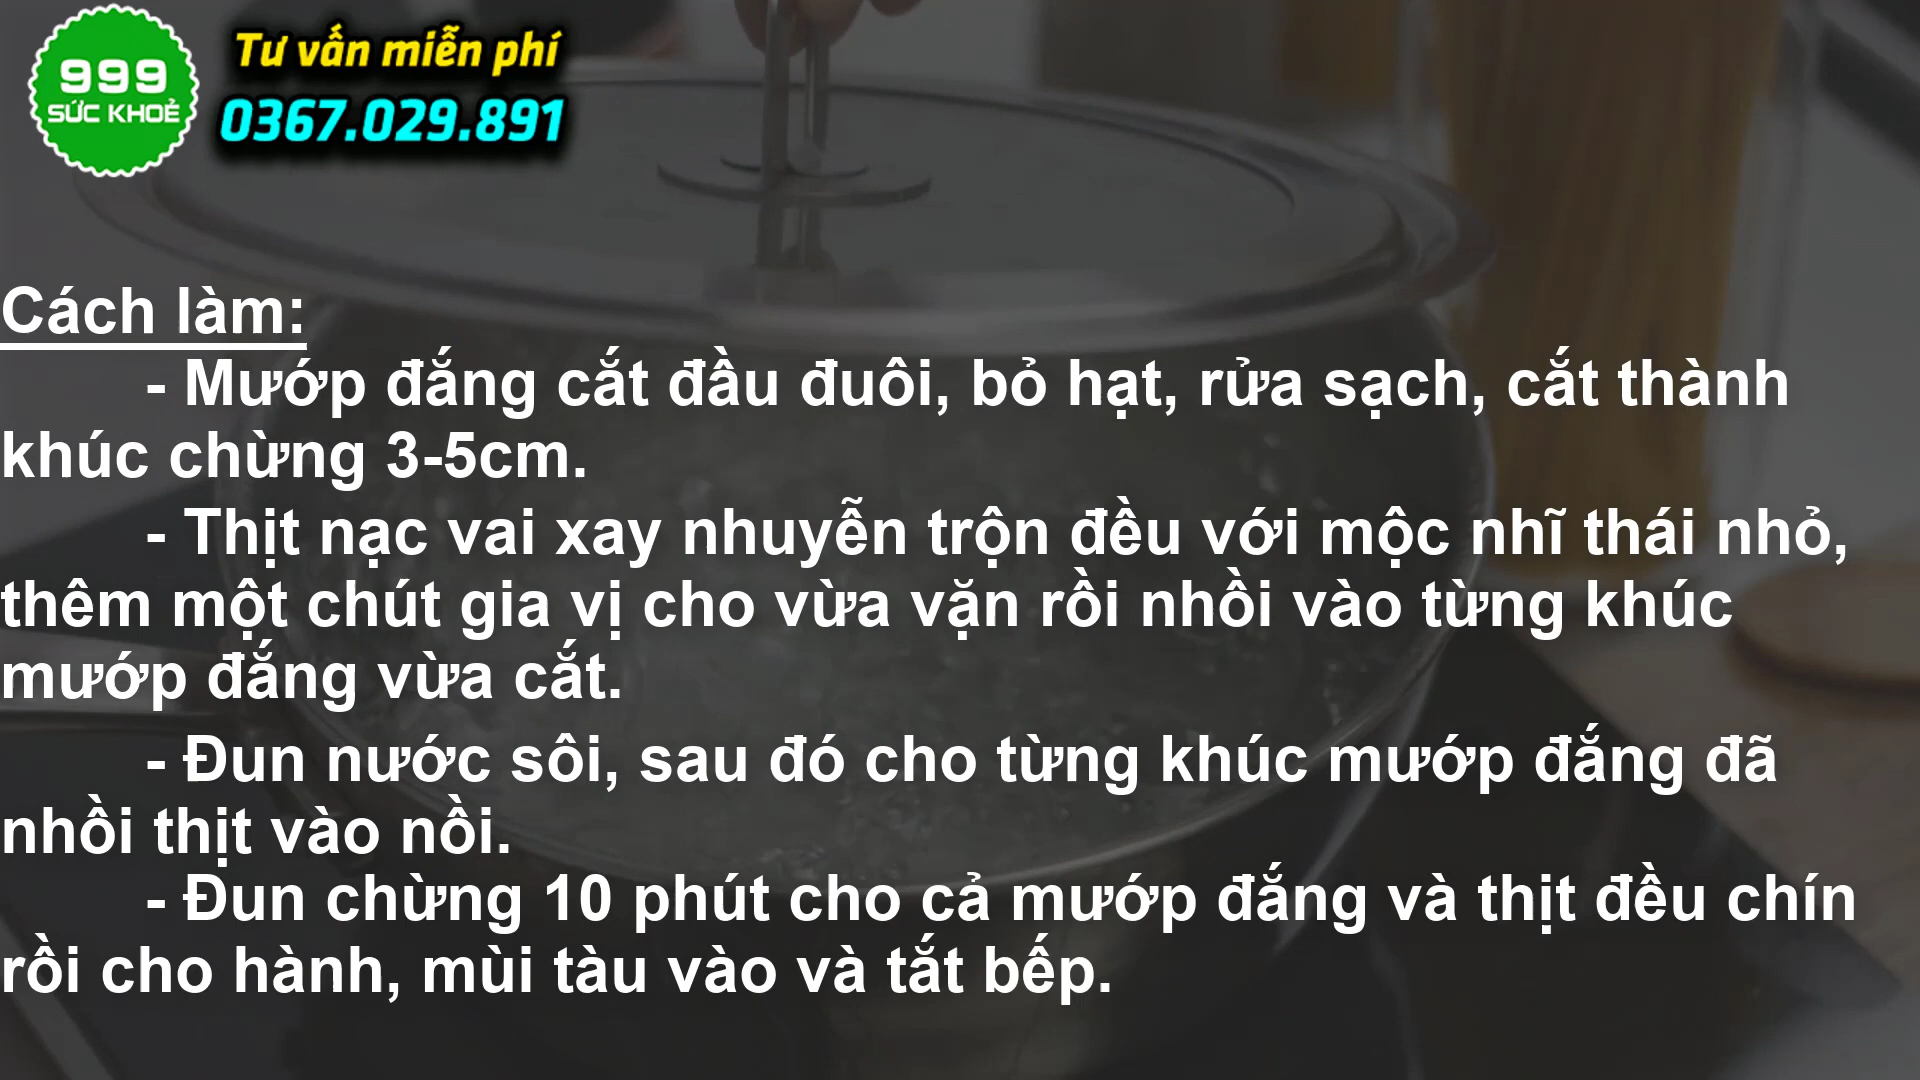 999
SỨC KHOẺ
Tư vấn miễn phí
0367.029.891
Cách làm:
- Mướp đắng cắt đầu đuôi, bỏ hạt, rửa sạch, cắt thành
khúc chừng 3-5cm.
- Thịt nạc vai xay nhuyễn trộn đều với mộc nhĩ thái nhỏ,
thêm một chút gia vị cho vừa vặn rồi nhồi vào từng khúc
mướp đắng vừa cắt.
- Đun nước sôi, sau đó cho từng khúc mướp đắng đã
nhồi thịt vào nồi.
- Đun chừng 10 phút cho cả mướp đắng và thịt đều chín
rồi cho hành, mùi tàu vào và tắt bếp.